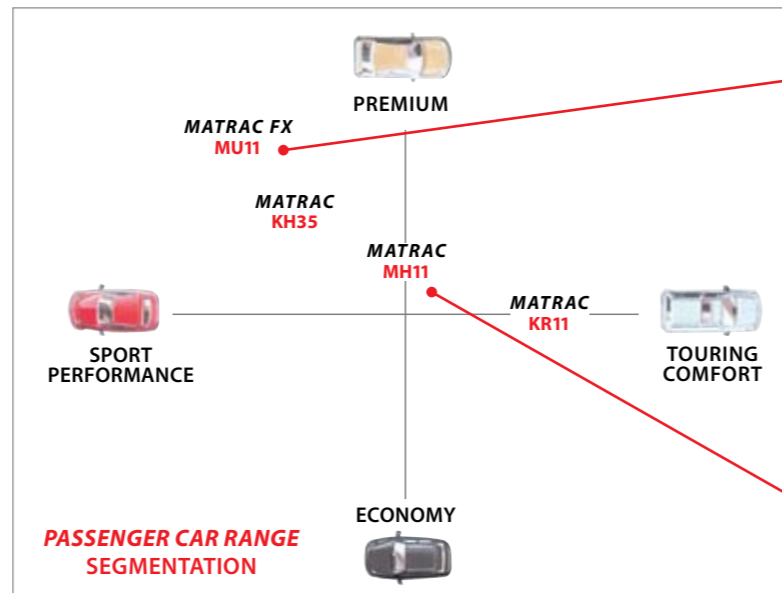 PREMIUM
MATRAC FX
MU11
MATRAC
KH35
MATRAC
MH11
MATRAC
KR11
SPORT
PERFORMANCE
TOURING
COMFORT
ECONOMY
PASSENGER CAR RANGE
SEGMENTATION